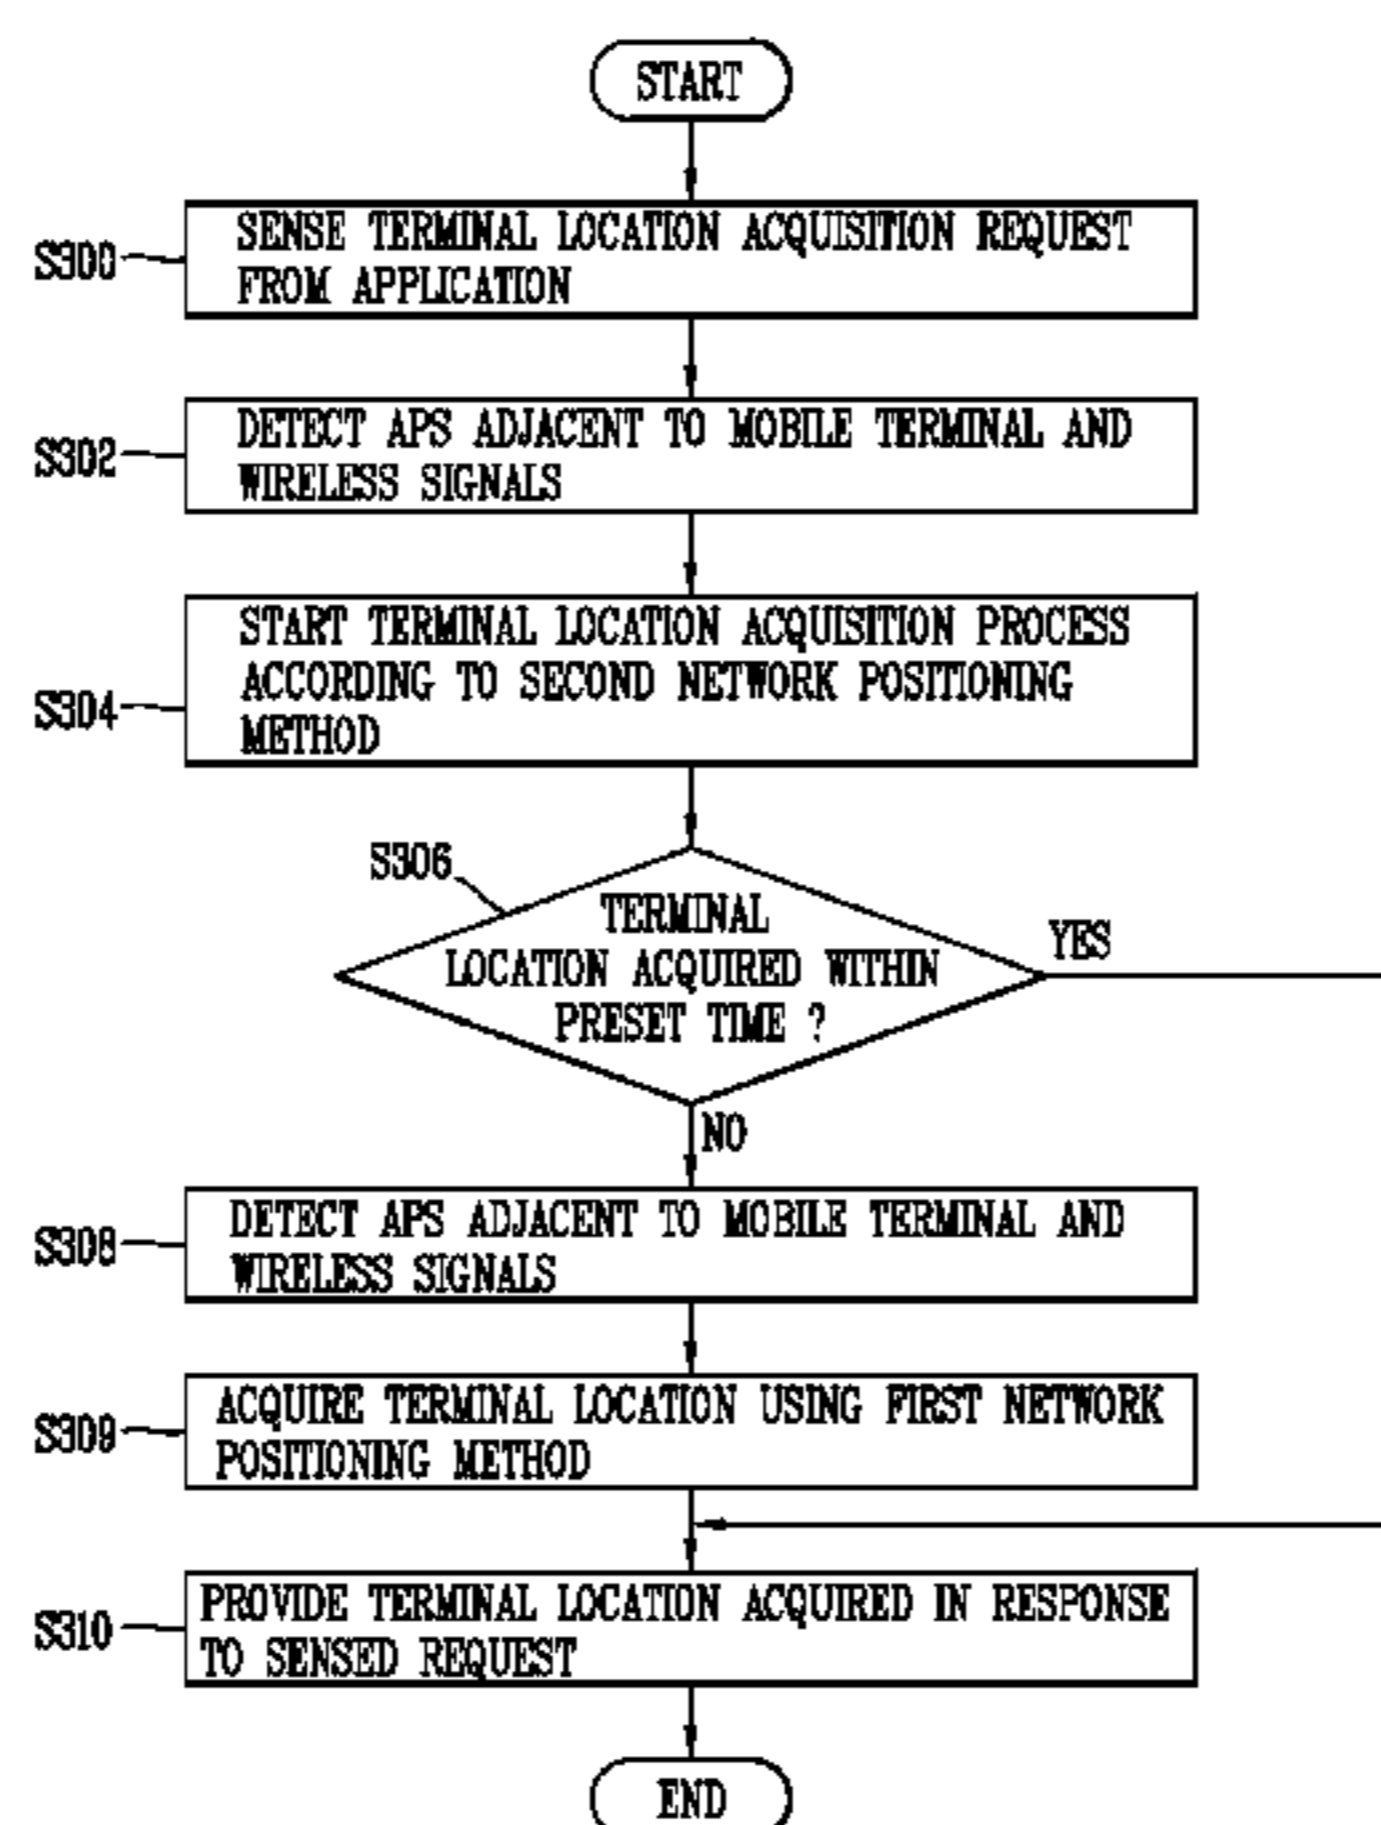 START
S300
SENSE TERMINAL LOCATION ACQUISITION REQUEST
FROM APPLICATION
S302
DETECT APS ADJACENT TO MOBILE TERMINAL AND
WIRELESS SIGNALS
S304
START TERMINAL LOCATION ACQUISITION PROCESS
ACCORDING TO SECOND NETWORK POSITIONING
METHOD
S306
TERMINAL
LOCATION ACQUIRED WITHIN
PRESET TIME ?
YES
NO
S308
DETECT APS ADJACENT TO MOBILE TERMINAL AND
WIRELESS SIGNALS
S309
ACQUIRE TERMINAL LOCATION USING FIRST NETWORK
POSITIONING METHOD
S310
PROVIDE TERMINAL LOCATION ACQUIRED IN RESPONSE
TO SENSED REQUEST
END